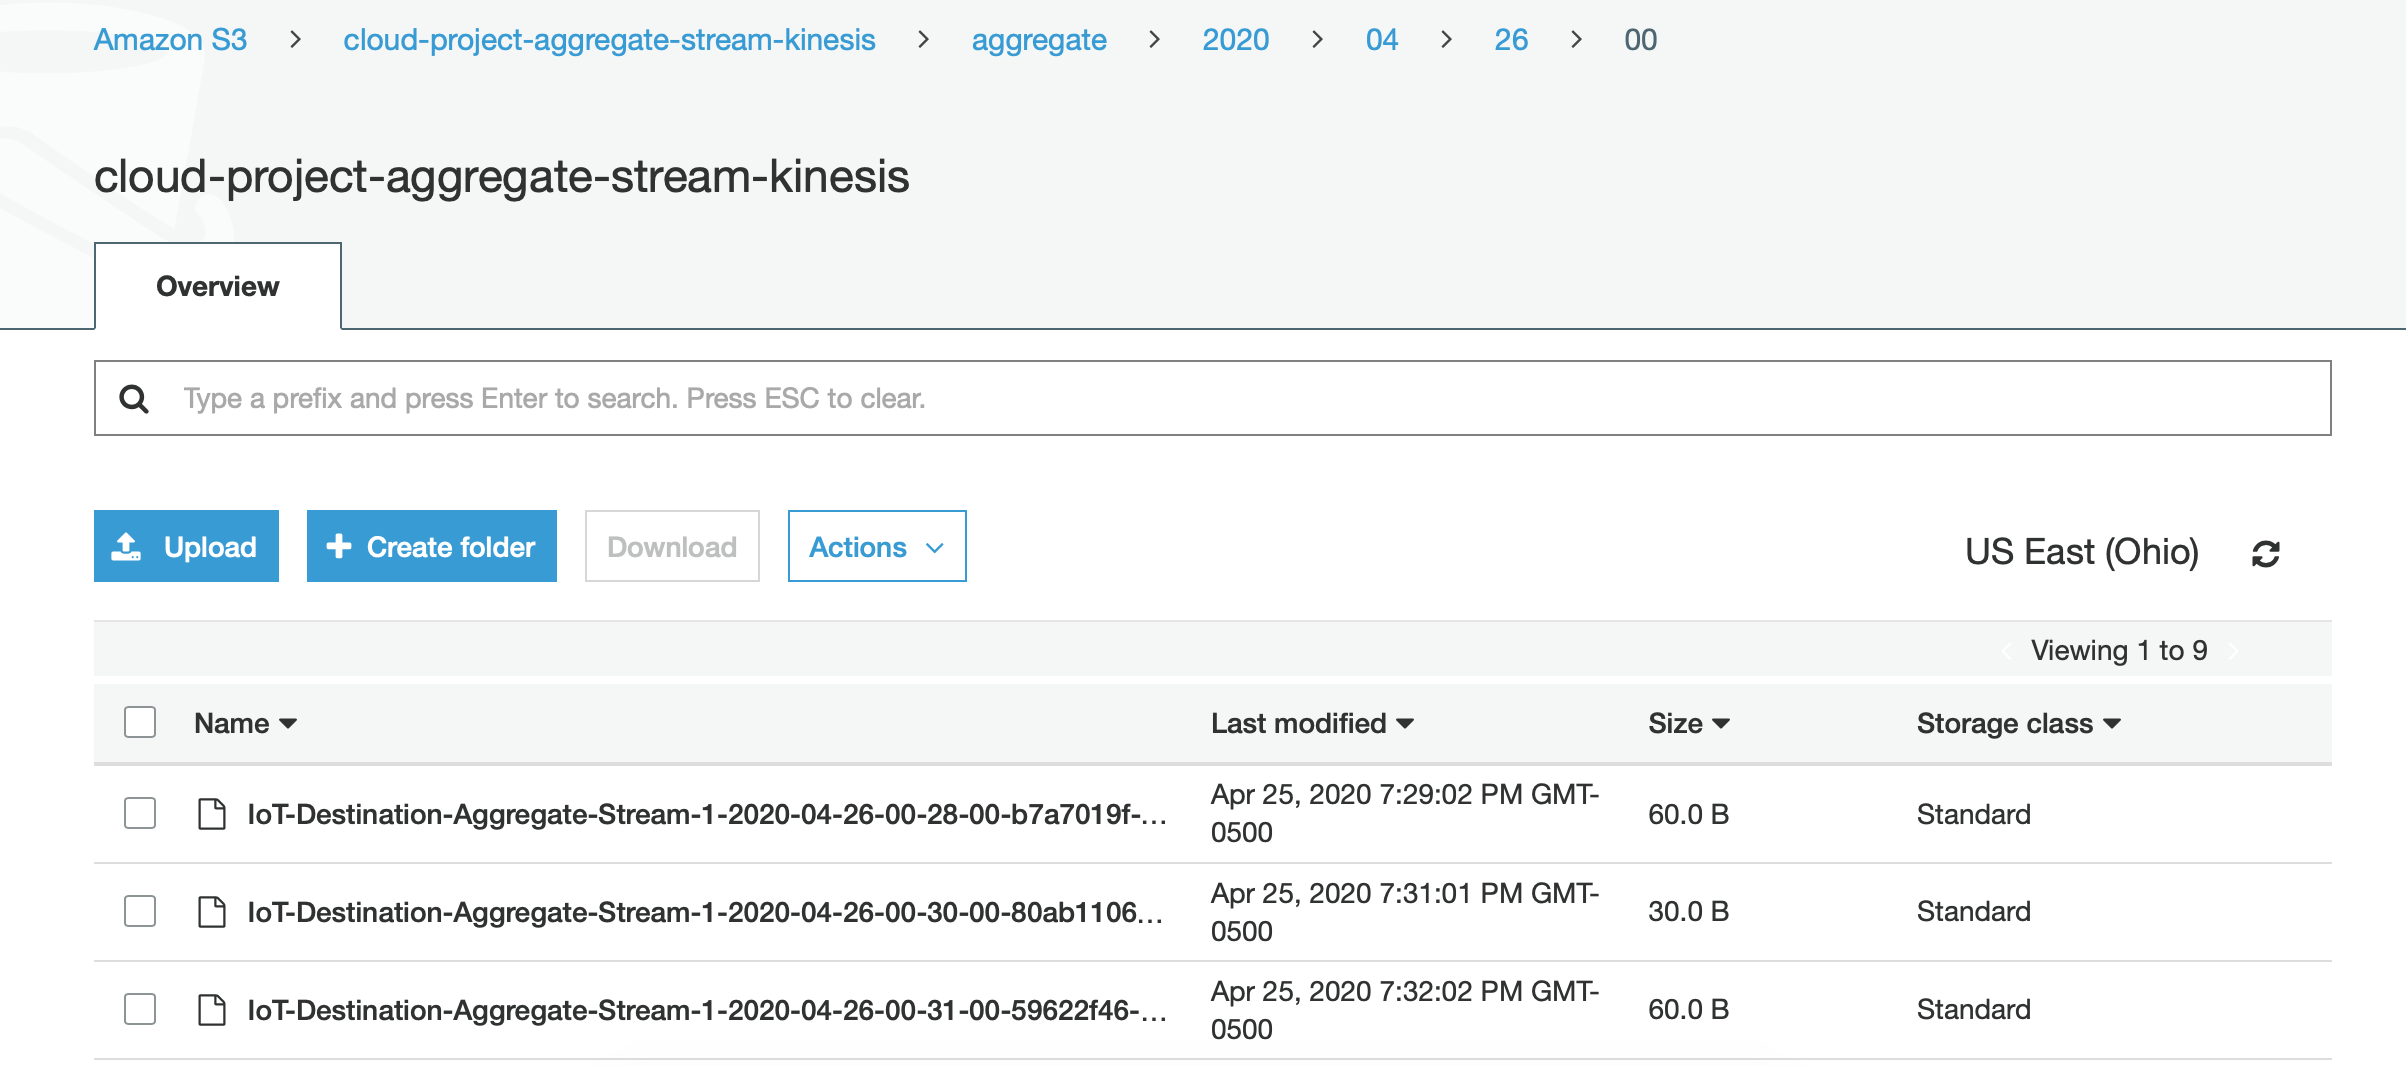 Amazon S3 > cloud-project-aggregate-stream-kinesis > aggregate > 2020 > 04 > 26 > 00
cloud-project-aggregate-stream-kinesis
Overview
Type a prefix and press Enter to search. Press ESC to clear.
Upload + Create folder Download Actions US East (Ohio)
Viewing 1 to 9
Name Last modified Size Storage class
IoT-Destination-Aggregate-Stream-1-2020-04-26-00-28-00-b7a7019f-... Apr 25, 2020 7:29:02 PM GMT- 60.0 B Standard
0500
IoT-Destination-Aggregate-Stream-1-2020-04-26-00-30-00-80ab1106... Apr 25, 2020 7:31:01 PM GMT- 30.0 B Standard
0500
IoT-Destination-Aggregate-Stream-1-2020-04-26-00-31-00-59622f46-... Apr 25, 2020 7:32:02 PM GMT- 60.0 B Standard
0500